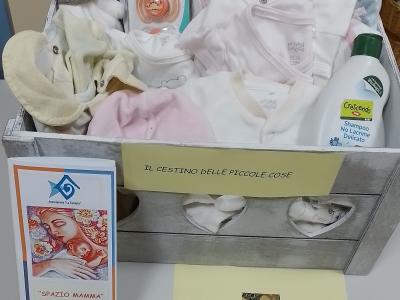 Crescendo
Shampoo
No Lacrime
Delicato
IL CESTINO DELLE PICCOLE COSE
"SPAZIO MAMMA"